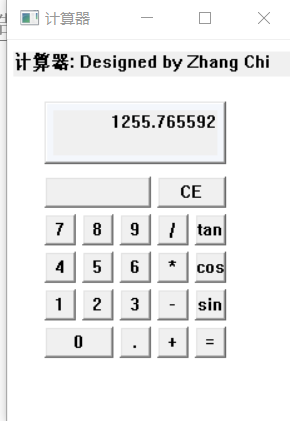 计算器
计算器: Designed by Zhang Chi
1255.765592
CE
7 8 9 / tan
4 5 6 * cos
1 2 3 - sin
0 . + =